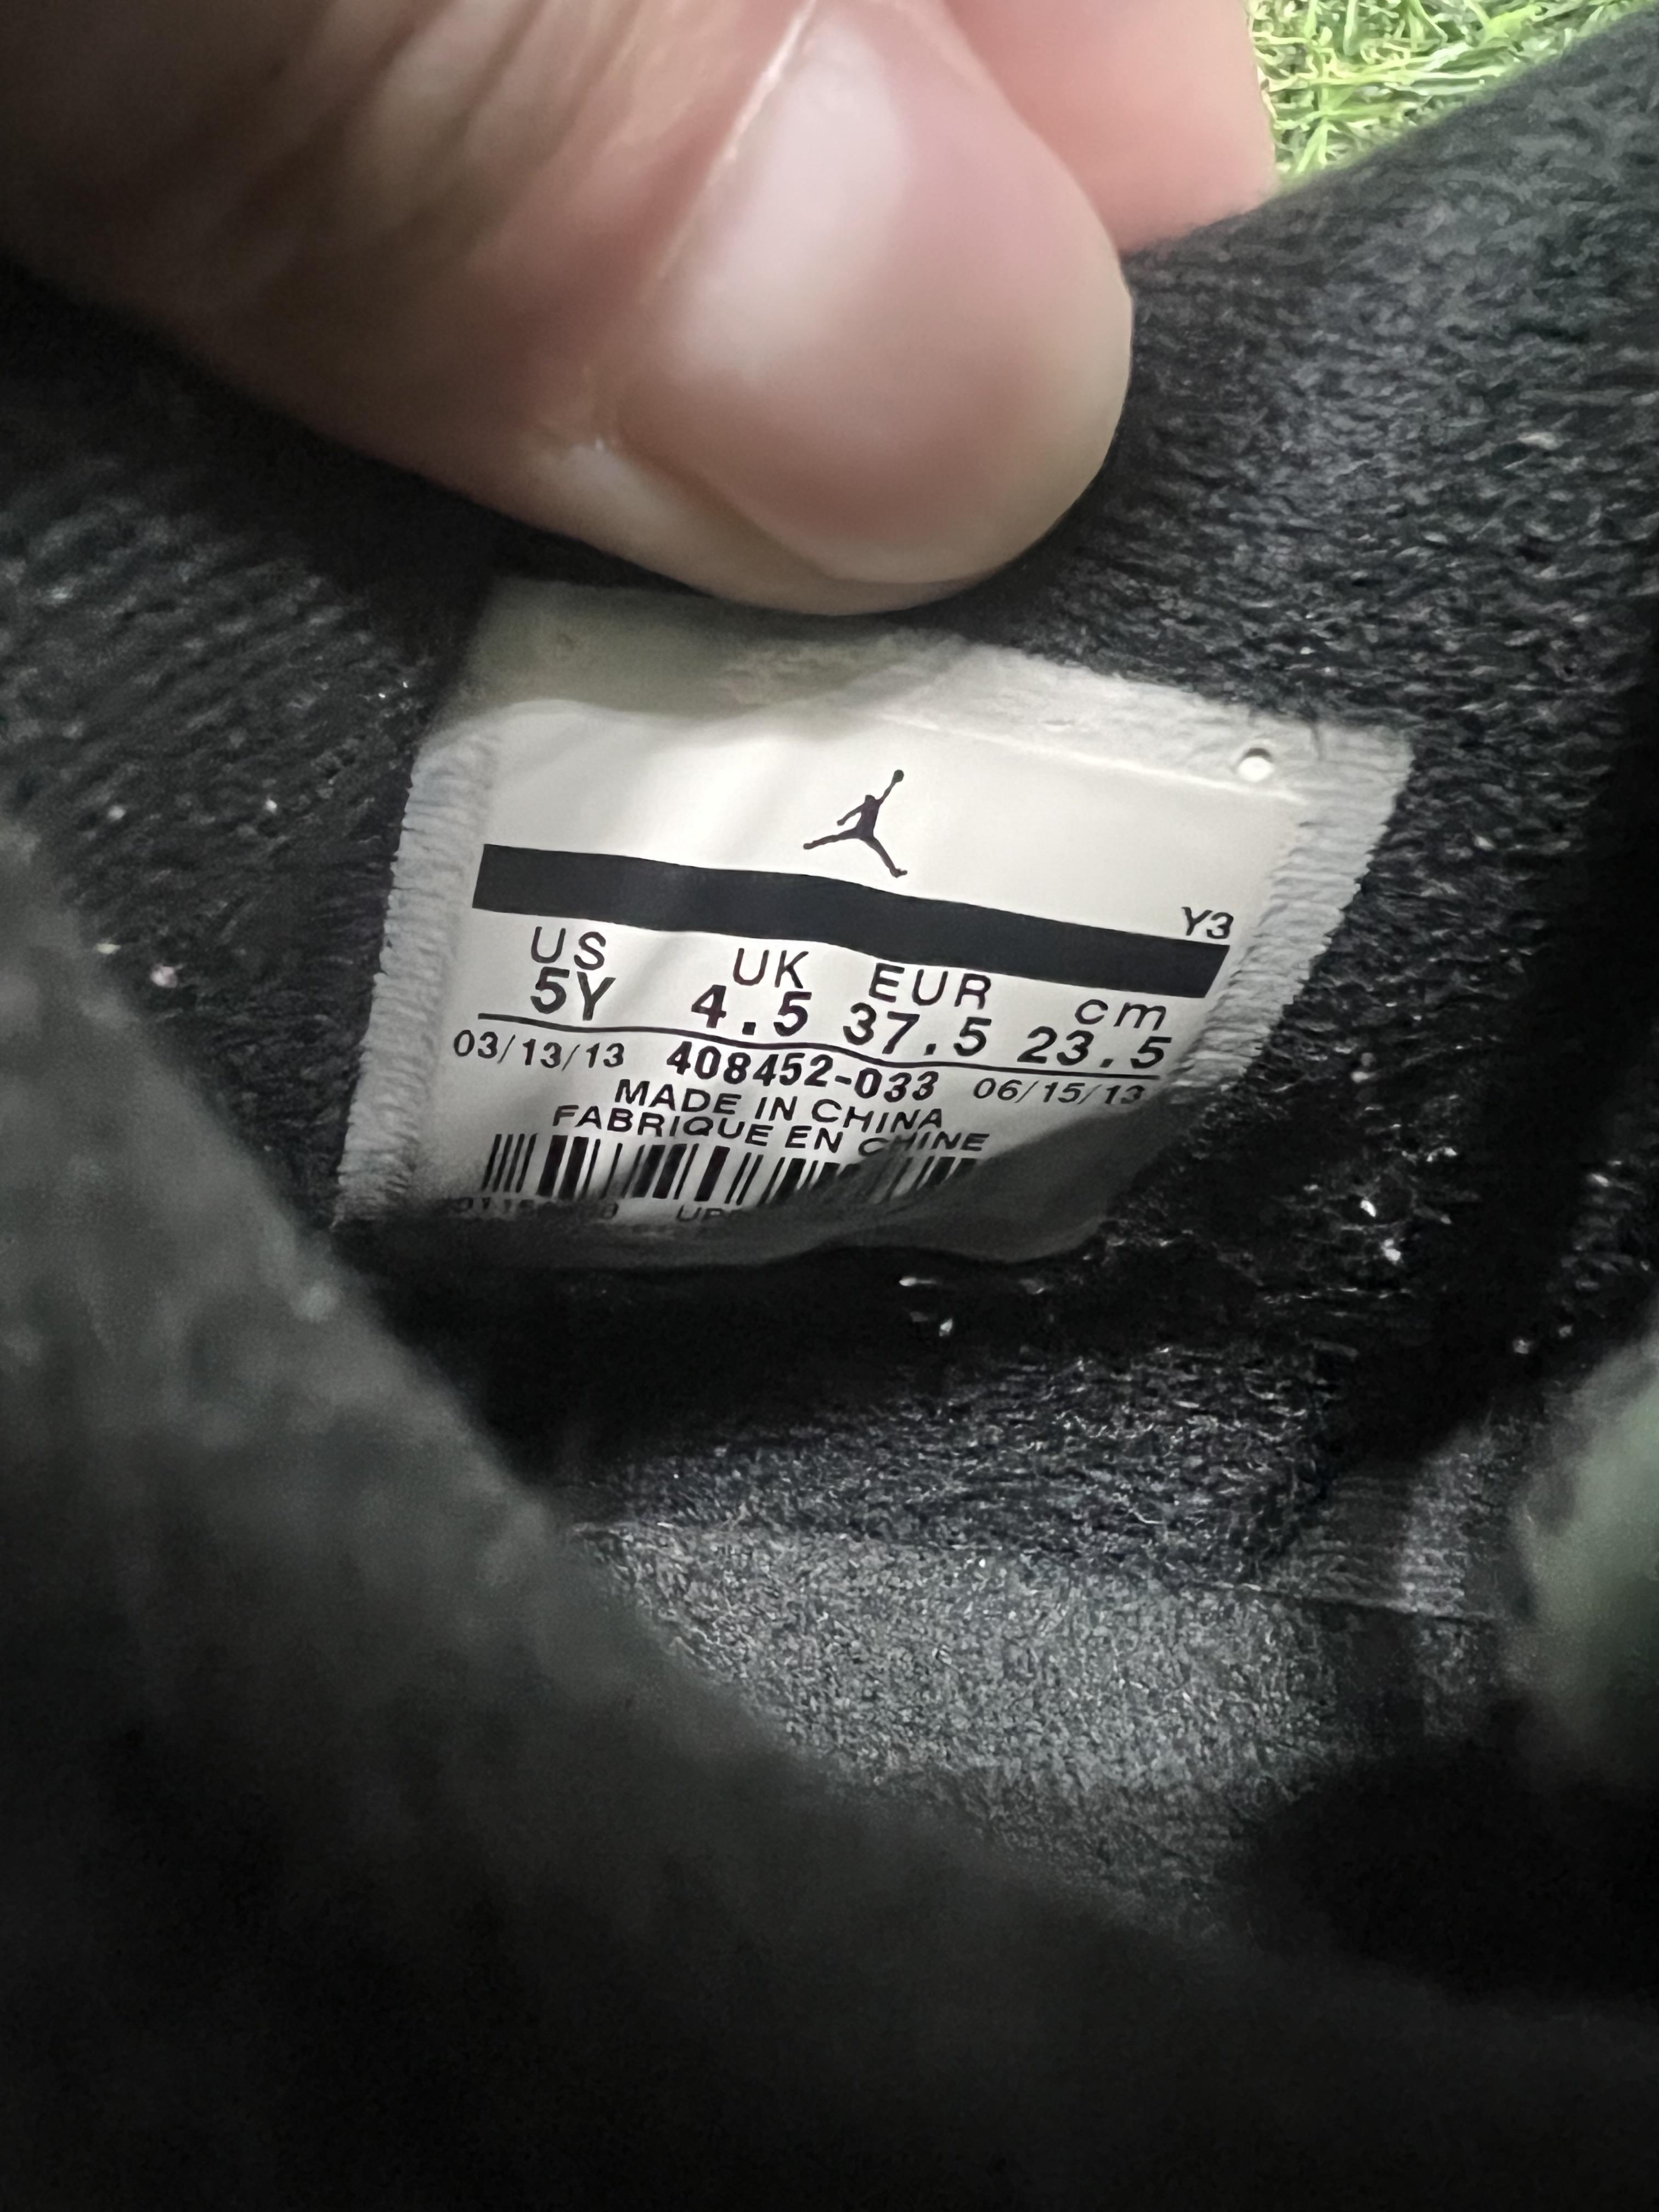 Y3
US UK EUR cm
5Y 4.5 37.5 23.5
03/13/13 408452-033 06/15/13
MADE IN CHINA
FABRIQUE EN CHINE